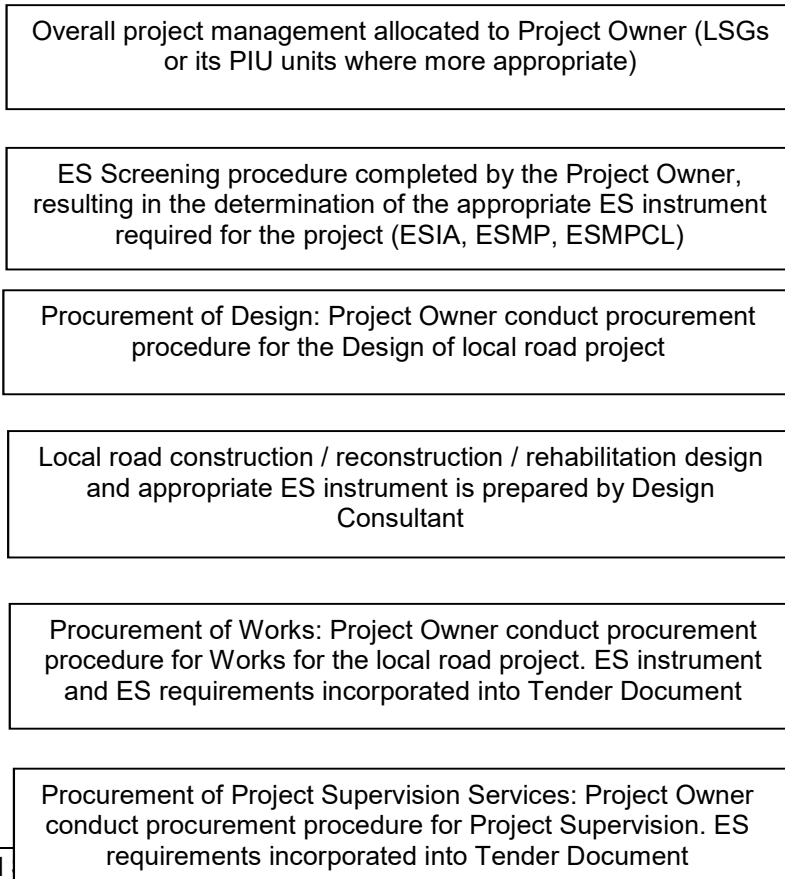 Overall project management allocated to Project Owner (LSGs
or its PIU units where more appropriate)
ES Screening procedure completed by the Project Owner,
resulting in the determination of the appropriate ES instrument
required for the project (ESIA, ESMP, ESMPCL)
Procurement of Design: Project Owner conduct procurement
procedure for the Design of local road project
Local road construction / reconstruction / rehabilitation design
and appropriate ES instrument is prepared by Design
Consultant
Procurement of Works: Project Owner conduct procurement
procedure for Works for the local road project. ES instrument
and ES requirements incorporated into Tender Document
Procurement of Project Supervision Services: Project Owner
conduct procurement procedure for Project Supervision. ES
requirements incorporated into Tender Document